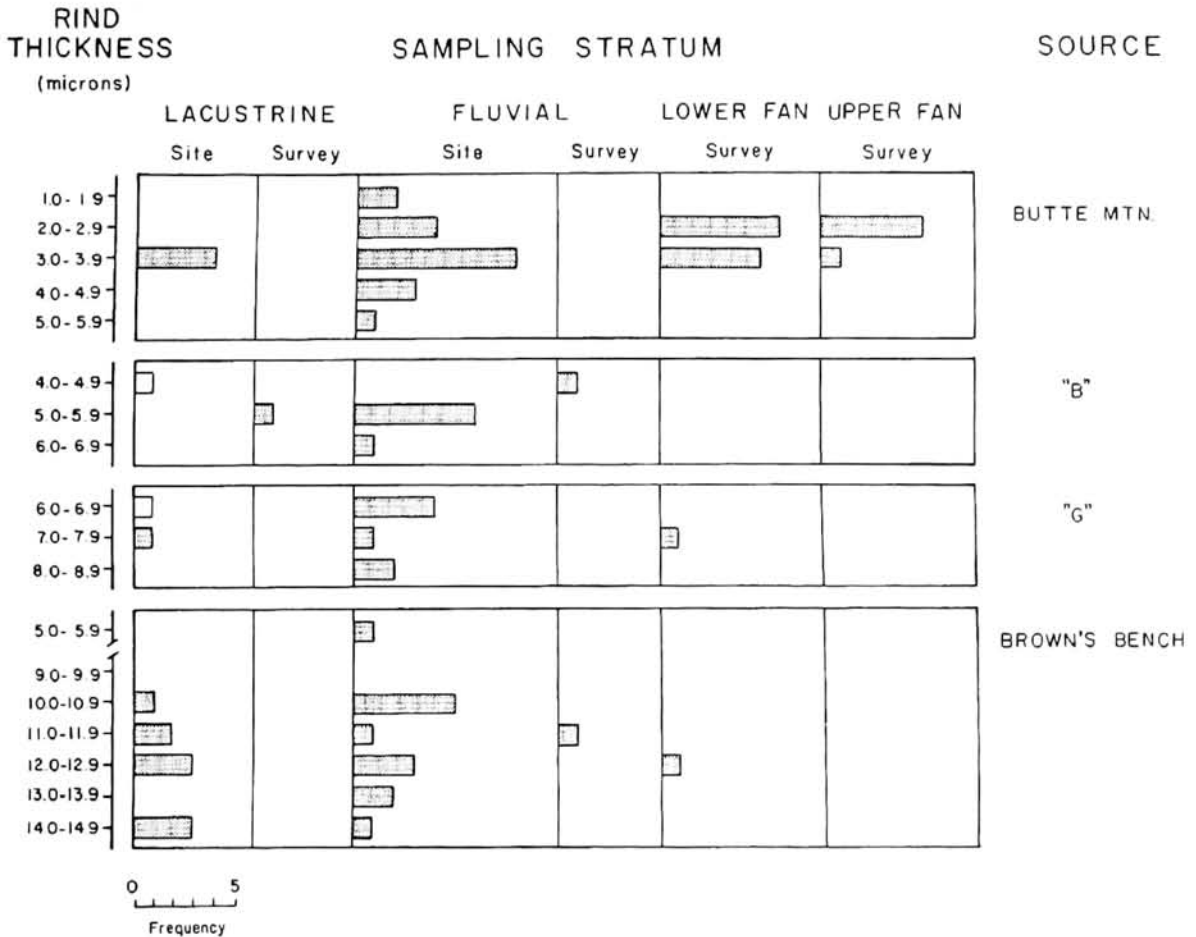 RIND
THICKNESS
(microns)
SAMPLING STRATUM
SOURCE
LACUSTRINE
FLUVIAL
LOWER FAN
UPPER FAN
Site
Survey
Site
Survey
Survey
Survey
1.0-1.9
2.0-2.9
3.0-3.9
4.0-4.9
5.0-5.9
BUTTE MTN.
4.0-4.9
5.0-5.9
6.0-6.9
"B"
6.0-6.9
7.0-7.9
8.0-8.9
"G"
5.0-5.9
9.0-9.9
10.0-10.9
11.0-11.9
12.0-12.9
13.0-13.9
14.0-14.9
BROWN'S BENCH
0 5
Frequency